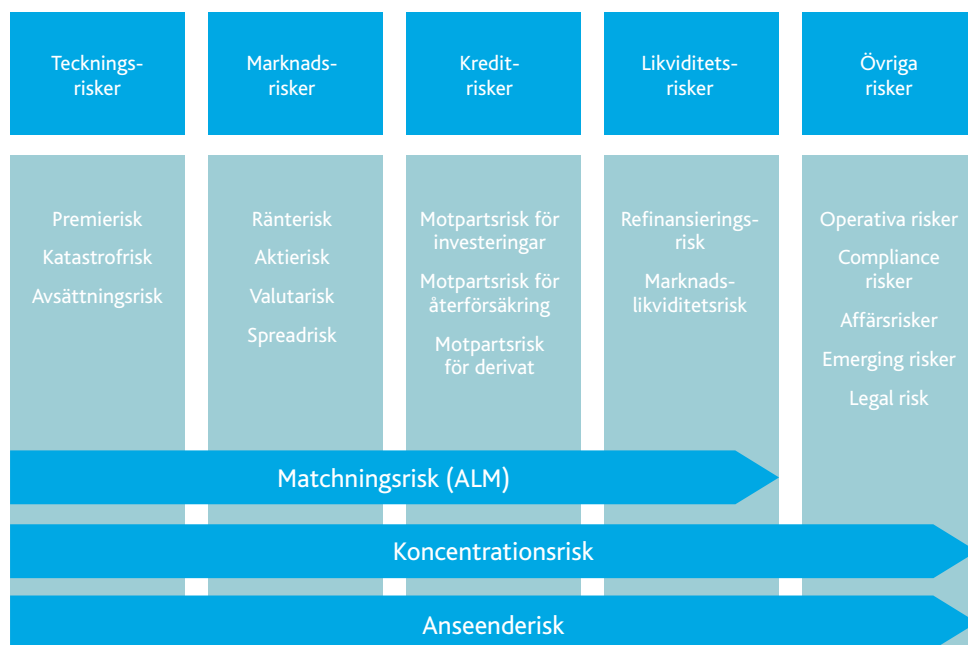 Tecknings-
risker
Marknads-
risker
Kredit-
risker
Likviditets-
risker
Övriga
risker
Premierisk
Katastrofrisk
Avsättningsrisk
Ränterisk
Aktierisk
Valutarisk
Spreadrisk
Motpartsrisk för
investeringar
Motpartsrisk för
återförsäkring
Motpartsrisk
för derivat
Refinansierings-
risk
Marknads-
likviditetsrisk
Operativa risker
Compliance
risker
Affärsrisker
Emerging risker
Legal risk
Matchningsrisk (ALM)
Koncentrationsrisk
Anseenderisk